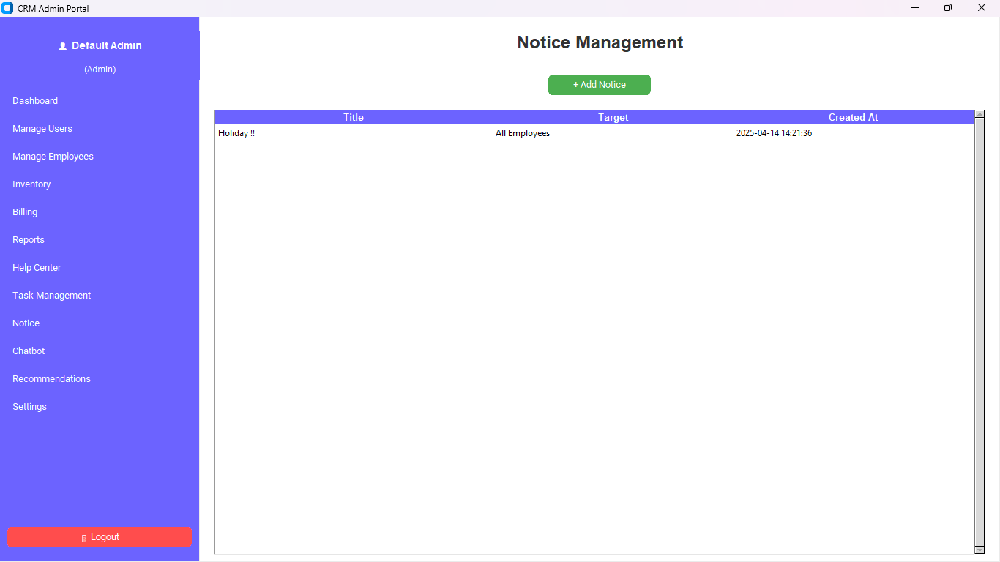 CRM Admin Portal
Default Admin
(Admin)
Dashboard
Manage Users
Manage Employees
Inventory
Billing
Reports
Help Center
Task Management
Notice
Chatbot
Recommendations
Settings
Logout
Notice Management
+ Add Notice
Title Target Created At
Holiday !! All Employees 2025-04-14 14:21:36